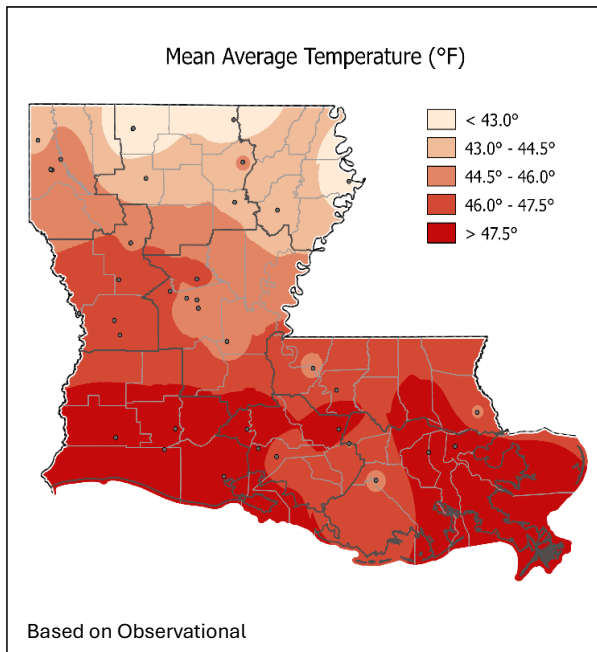 Mean Average Temperature (°F)
< 43.0°
43.0° - 44.5°
44.5° - 46.0°
46.0° - 47.5°
> 47.5°
Based on Observational